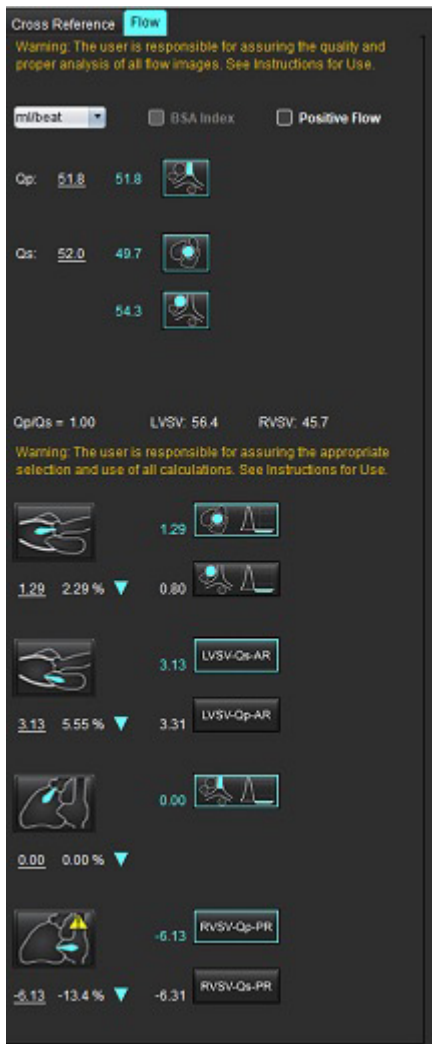 Cross Reference Flow
Warning: The user is responsible for assuring the quality and
proper analysis of all flow images. See Instructions for Use.
ml/beat BSA Index Positive Flow
Qp: 51.8 51.8
Qs: 52.0 49.7
54.3
Qp/Qs = 1.00 LVSV: 56.4 RVSV: 45.7
Warning: The user is responsible for assuring the appropriate
selection and use of all calculations. See Instructions for Use.
1.29
1.29 2.29 % 0.80
3.13 LVSV-Qs-AR
3.13 5.55 % 3.31 LVSV-Qp-AR
0.00
0.00 0.00 %
-6.13 RVSV-Qp-PR
-6.13 -13.4 % -6.31 RVSV-Qs-PR